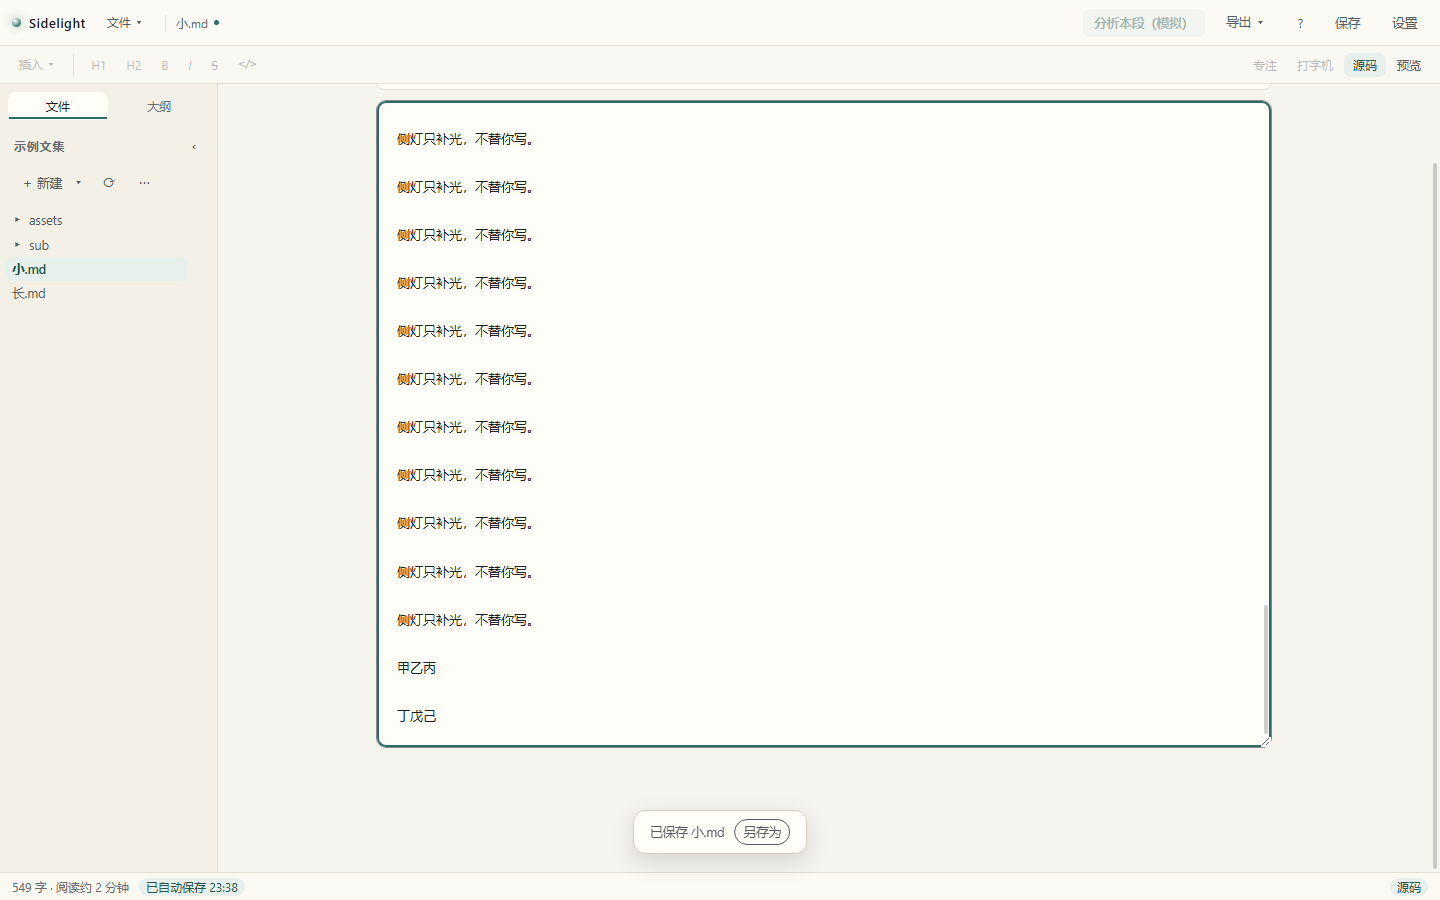 Sidelight 文件 小.md 分析本段（模拟） 导出 ? 保存 设置
插入 H1 H2 B I S </> 专注 打字机 源码 预览
文件 大纲
示例文集
+ 新建 ...
assets
sub
小.md
长.md
侧灯只补光，不替你写。
侧灯只补光，不替你写。
侧灯只补光，不替你写。
侧灯只补光，不替你写。
侧灯只补光，不替你写。
侧灯只补光，不替你写。
侧灯只补光，不替你写。
侧灯只补光，不替你写。
侧灯只补光，不替你写。
侧灯只补光，不替你写。
侧灯只补光，不替你写。
甲乙丙
丁戊己
已保存 小.md 另存为
549 字 · 阅读约 2 分钟 已自动保存 23:38 源码